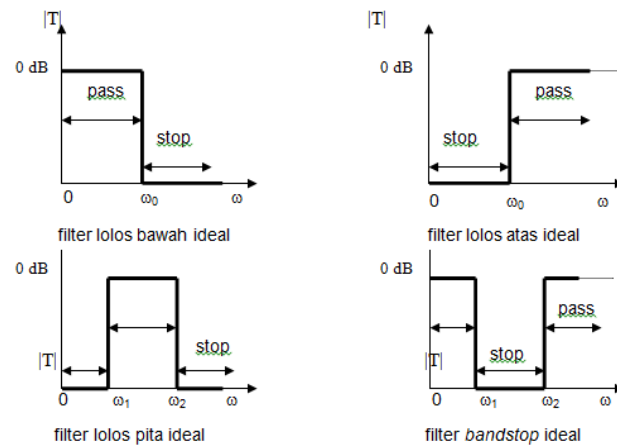 |T|
0 dB
pass
stop
0
ω₀
ω
filter lolos bawah ideal
|T|
0 dB
stop
pass
0
ω₀
ω
filter lolos atas ideal
0 dB
|T|
stop
0
ω₁
ω₂
ω
filter lolos pita ideal
0 dB
pass
|T|
stop
0
ω₁
ω₂
ω
filter bandstop ideal